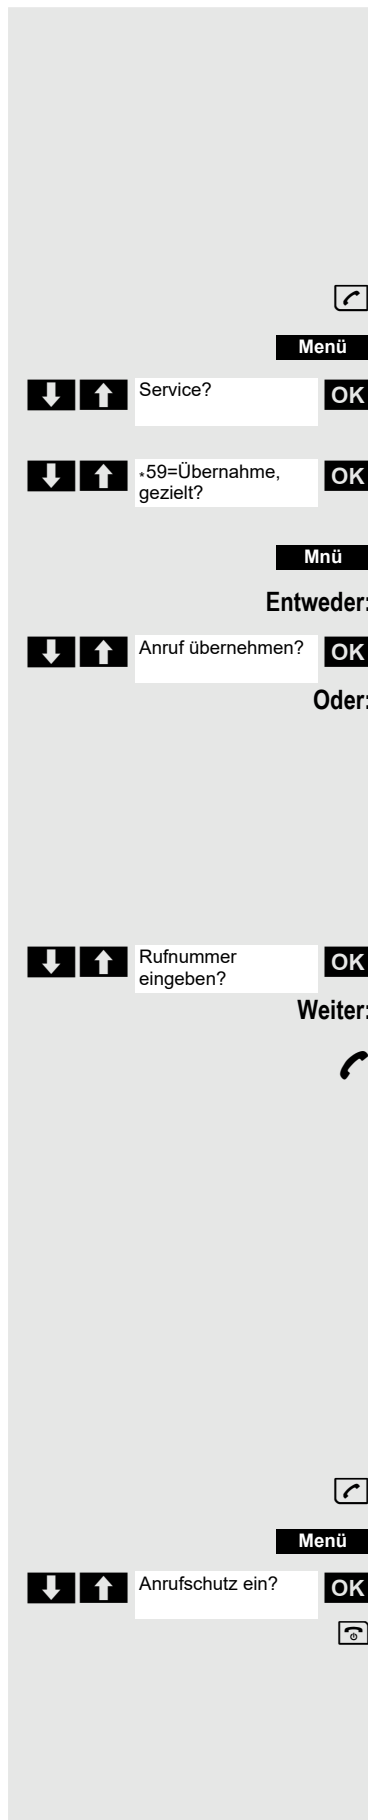 Menü
Service? OK
*59=Übernahme,
gezielt? OK
Mnü
Entweder:
Anruf übernehmen? OK
Oder:
Rufnummer
eingeben? OK
Weiter:
Menü
Anrufschutz ein? OK